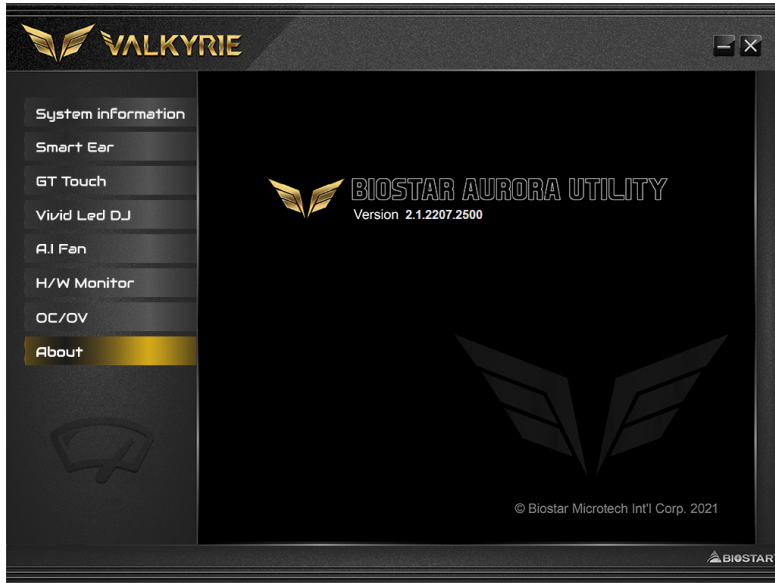 VALKYRIE
System information
Smart Ear
GT Touch
Vivid Led DJ
A.I Fan
H/W Monitor
OC/OV
About
BIOSTAR AURORA UTILITY
Version 2.1.2207.2500
© Biostar Microtech Int'l Corp. 2021
BIOSTAR